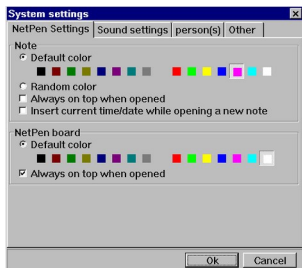 System settings
NetPen Settings Sound settings person(s) Other
Note
Default color
Random color
Always on top when opened
Insert current time/date while opening a new note
NetPen board
Default color
Always on top when opened
Ok Cancel